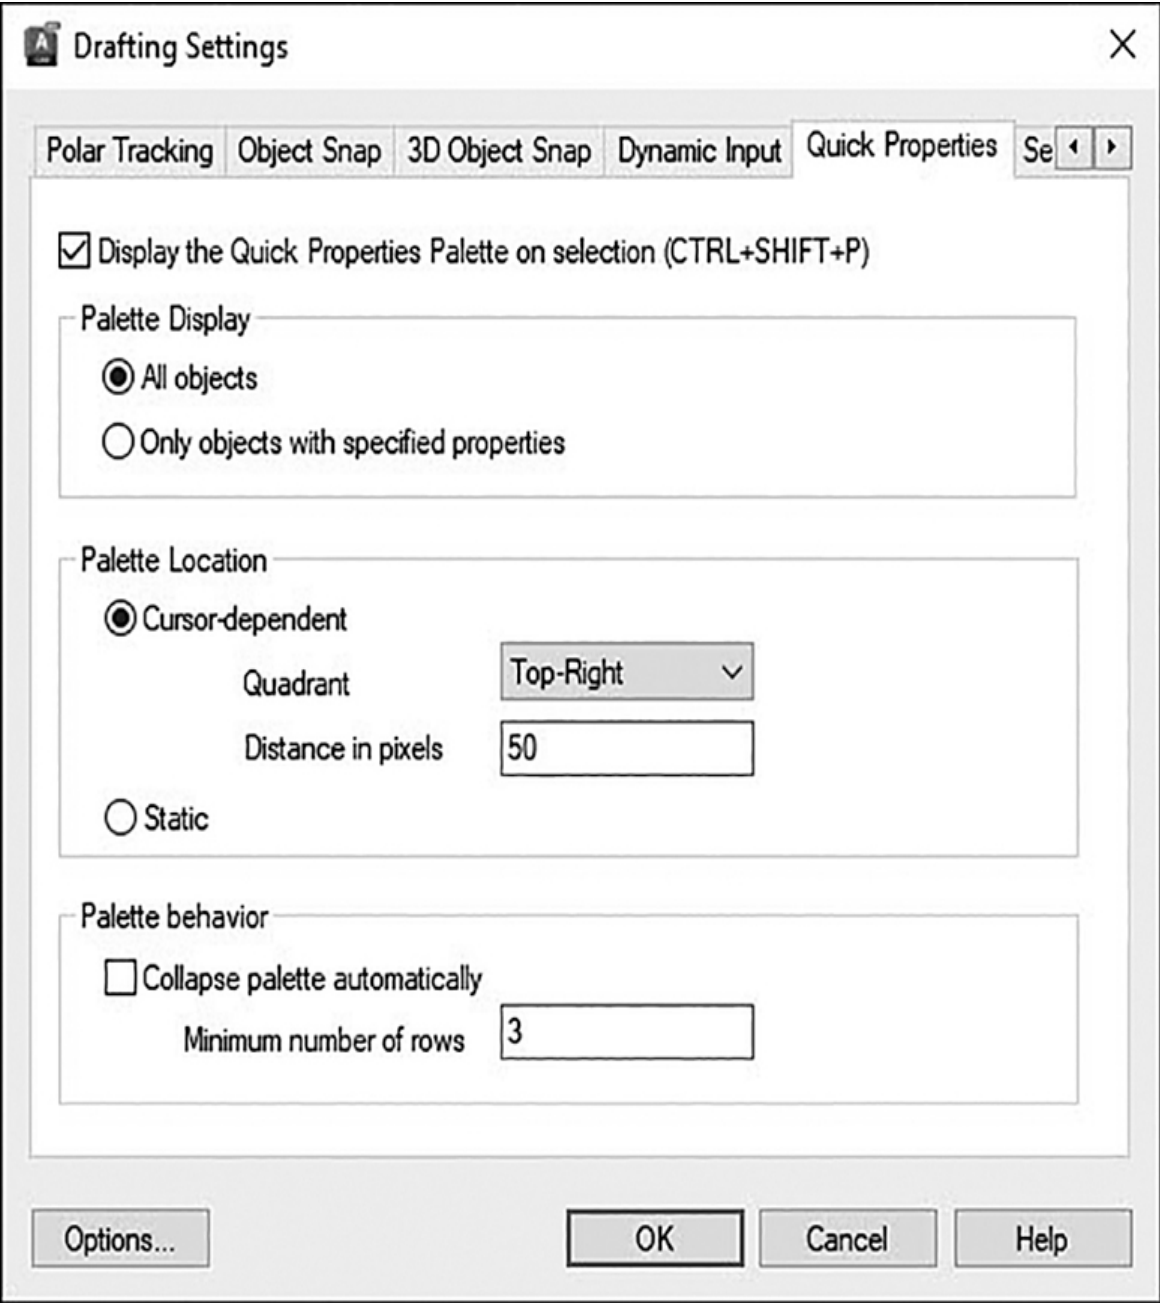 Drafting Settings
Polar Tracking Object Snap 3D Object Snap Dynamic Input Quick Properties Se
Display the Quick Properties Palette on selection (CTRL+SHIFT+P)
Palette Display
All objects
Only objects with specified properties
Palette Location
Cursor-dependent
Quadrant Top-Right
Distance in pixels 50
Static
Palette behavior
Collapse palette automatically
Minimum number of rows 3
Options... OK Cancel Help